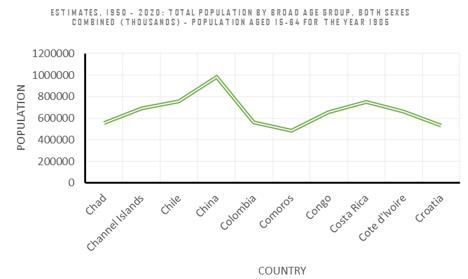 ESTIMATES, 1950 - 2020: TOTAL POPULATION BY BROAD AGE GROUP, BOTH SEXES
COMBINED (THOUSANDS) - POPULATION AGED 15-64 FOR THE YEAR 1985
1200000
1000000
800000
600000
400000
200000
0
POPULATION
Chad
Channel Islands
Chile
China
Colombia
Comoros
Congo
Costa Rica
Cote d'Ivoire
Croatia
COUNTRY